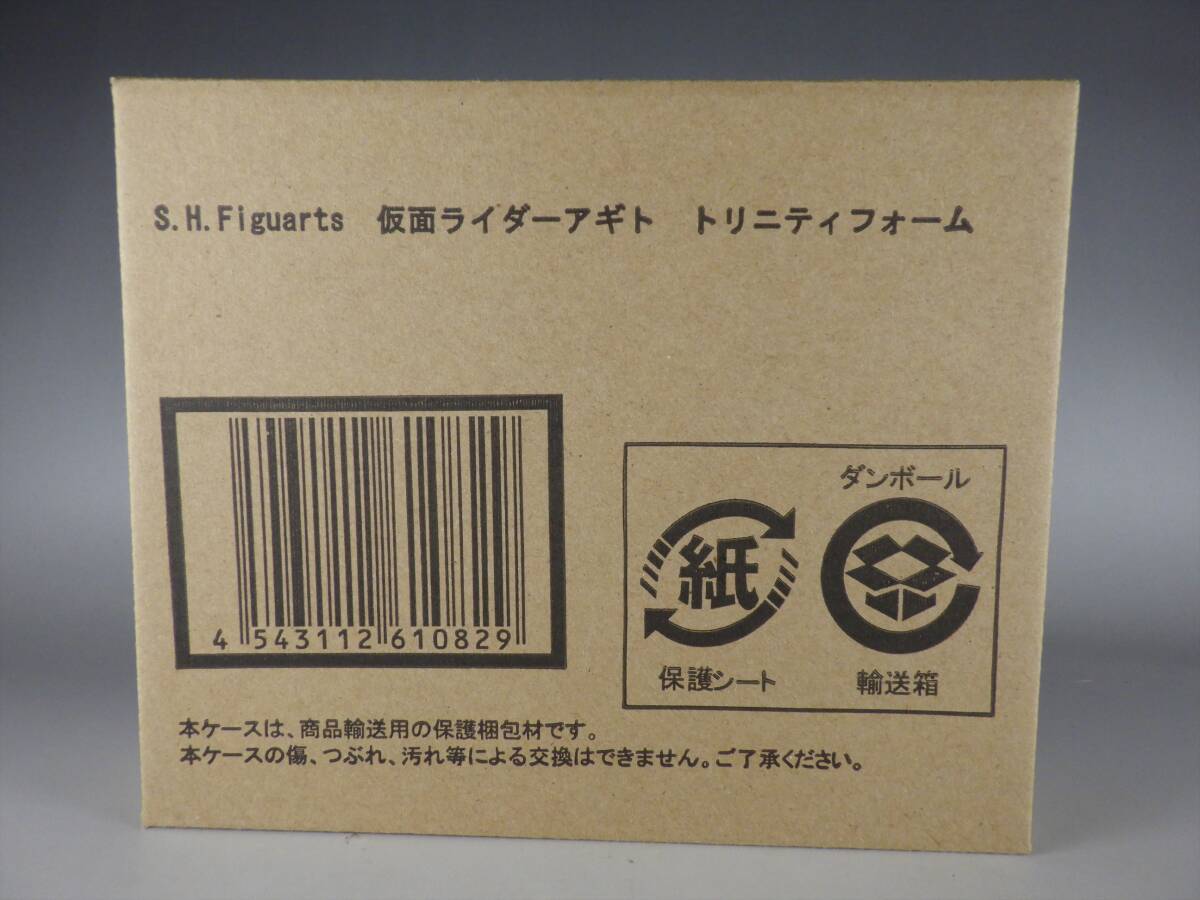 S.H.Figuarts　仮面ライダーアギト　トリニティフォーム
4 543112 610829
ダンボール
紙
保護シート
輸送箱
本ケースは、商品輸送用の保護梱包材です。
本ケースの傷、つぶれ、汚れ等による交換はできません。ご了承ください。